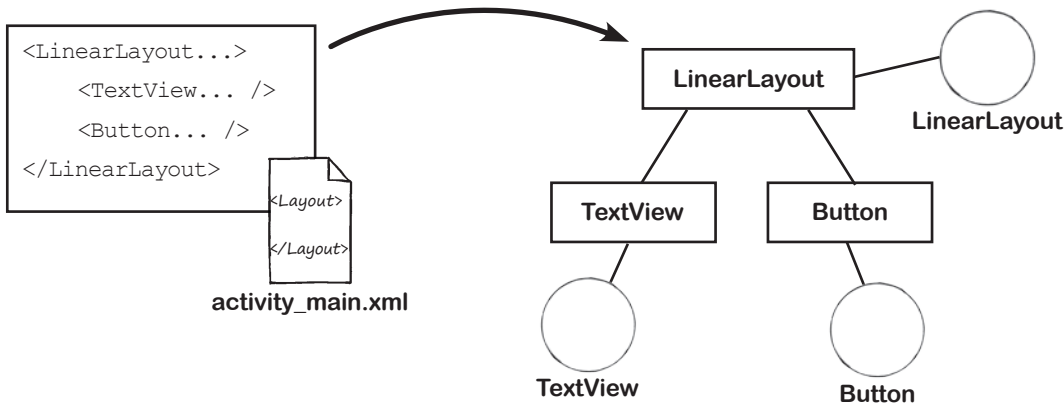 <LinearLayout...>
<TextView... />
<Button... />
</LinearLayout>
<Layout>
</Layout>
activity_main.xml
LinearLayout
LinearLayout
TextView
Button
TextView
Button